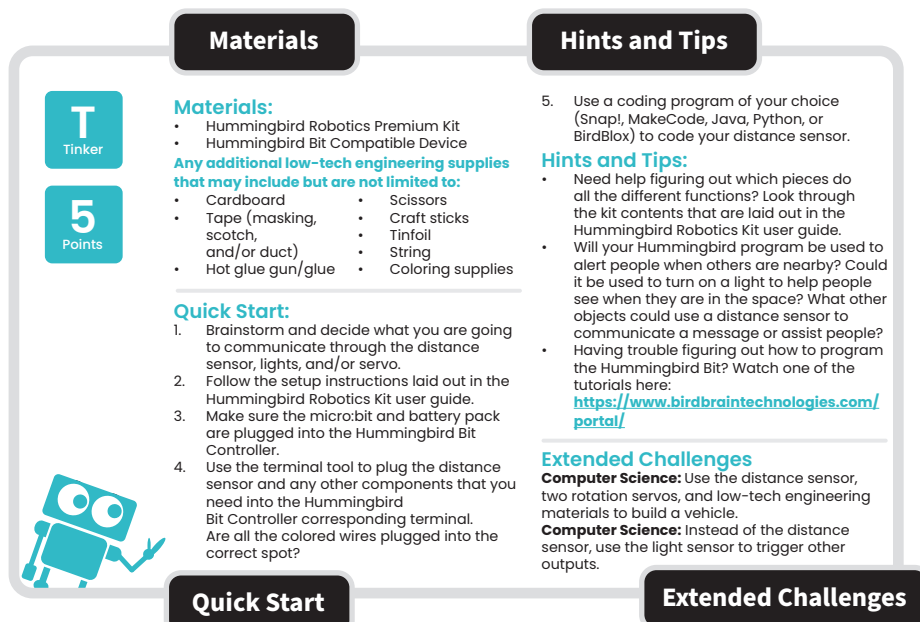 Materials
Hints and Tips
T
Tinker
5
Points
Materials:
• Hummingbird Robotics Premium Kit
• Hummingbird Bit Compatible Device
Any additional low-tech engineering supplies
that may include but are not limited to:
• Cardboard
• Tape (masking,
scotch,
and/or duct)
• Hot glue gun/glue
• Scissors
• Craft sticks
• Tinfoil
• String
• Coloring supplies
Quick Start:
1. Brainstorm and decide what you are going
to communicate through the distance
sensor, lights, and/or servo.
2. Follow the setup instructions laid out in the
Hummingbird Robotics Kit user guide.
3. Make sure the micro:bit and battery pack
are plugged into the Hummingbird Bit
Controller.
4. Use the terminal tool to plug the distance
sensor and any other components that you
need into the Hummingbird
Bit Controller corresponding terminal.
Are all the colored wires plugged into the
correct spot?
5. Use a coding program of your choice
(Snap!, MakeCode, Java, Python, or
BirdBlox) to code your distance sensor.
Hints and Tips:
• Need help figuring out which pieces do
all the different functions? Look through
the kit contents that are laid out in the
Hummingbird Robotics Kit user guide.
• Will your Hummingbird program be used to
alert people when others are nearby? Could
it be used to turn on a light to help people
see when they are in the space? What other
objects could use a distance sensor to
communicate a message or assist people?
• Having trouble figuring out how to program
the Hummingbird Bit? Watch one of the
tutorials here:
https://www.birdbraintechnologies.com/
portal/
Extended Challenges
Computer Science: Use the distance sensor,
two rotation servos, and low-tech engineering
materials to build a vehicle.
Computer Science: Instead of the distance
sensor, use the light sensor to trigger other
outputs.
Quick Start
Extended Challenges